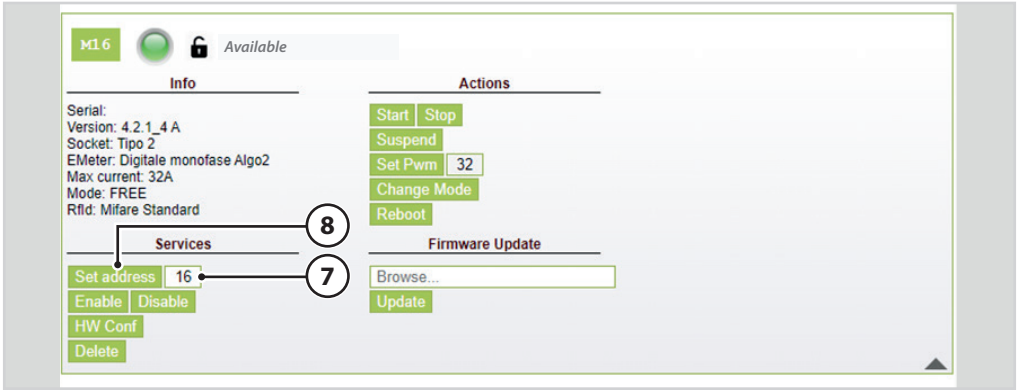 M16 Available
Info
Serial:
Version: 4.2.1_4 A
Socket: Tipo 2
EMeter: Digitale monofase Algo2
Max current: 32A
Mode: FREE
RfId: Mifare Standard
Actions
Start Stop
Suspend
Set Pwm 32
Change Mode
Reboot
8
Services
Set address 16
7
Enable Disable
HW Conf
Delete
Firmware Update
Browse...
Update